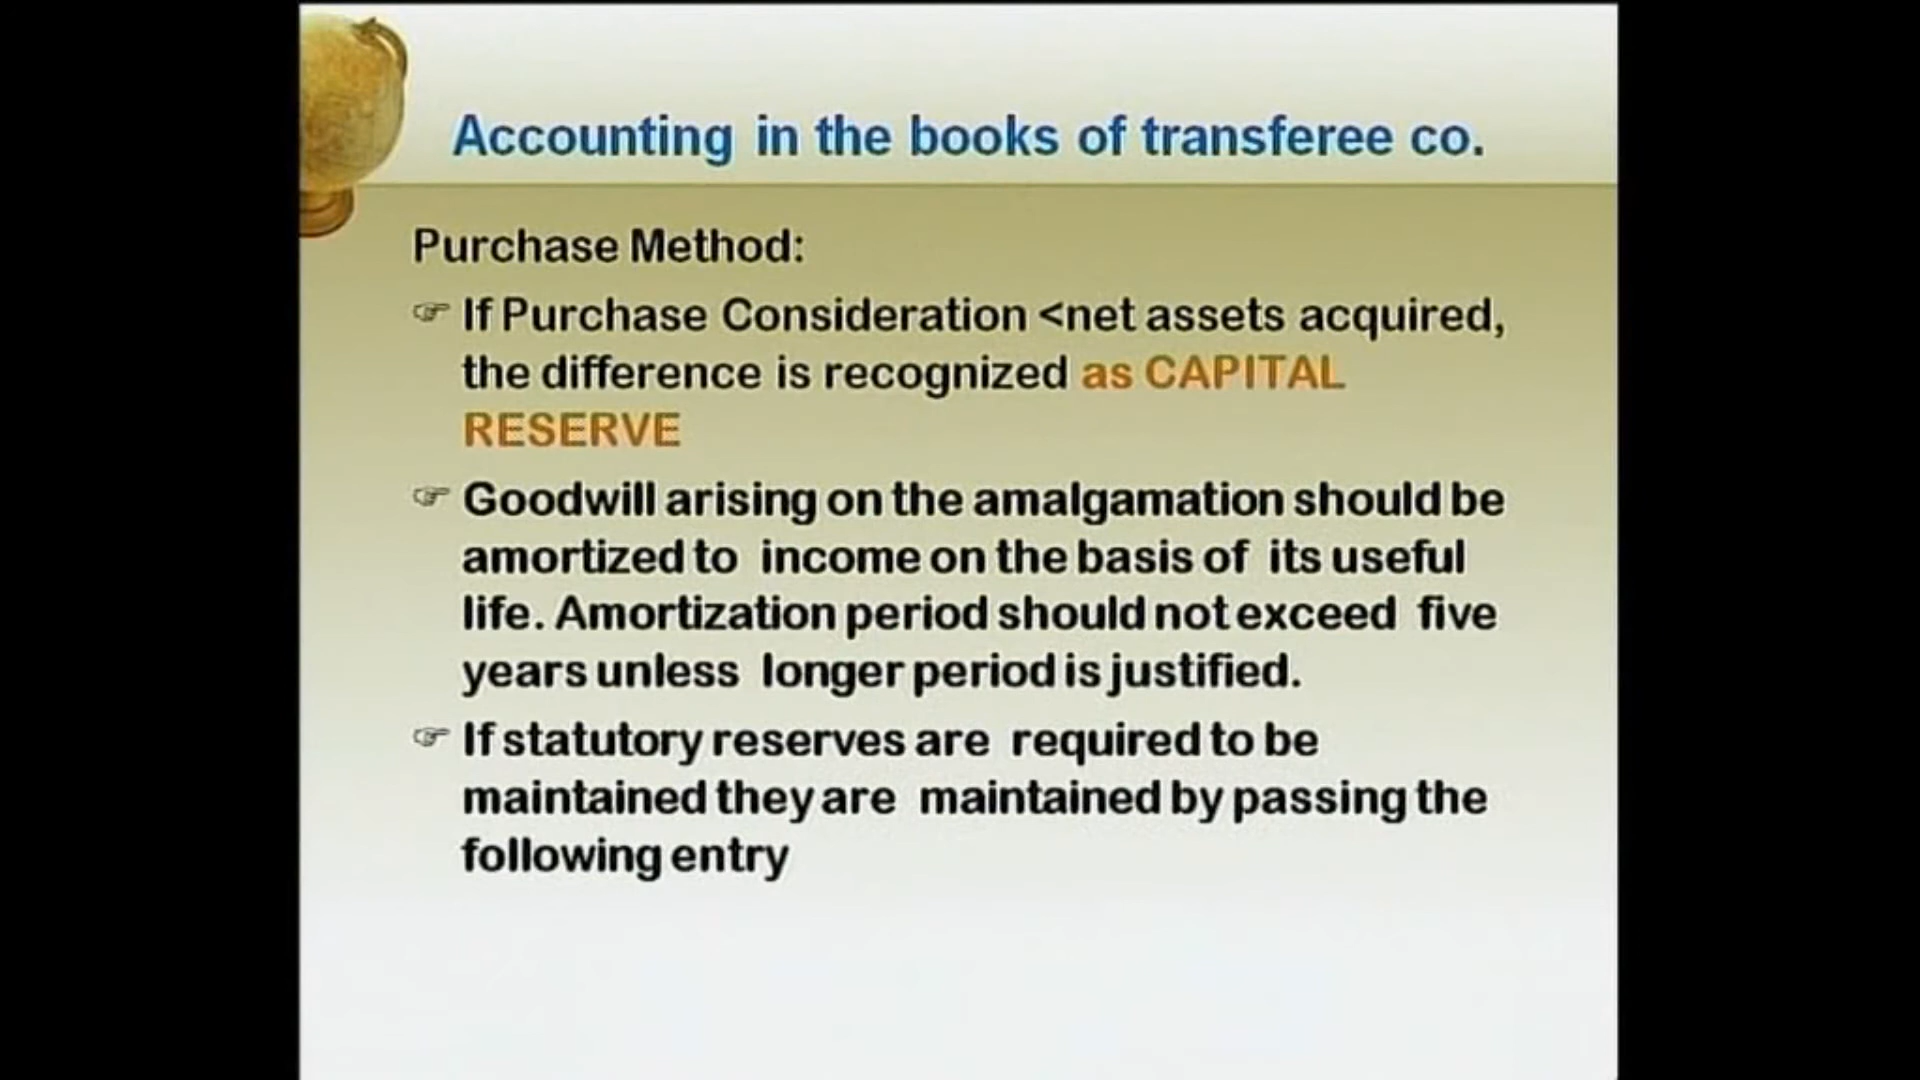 Accounting in the books of transferee co.
Purchase Method:
☞ If Purchase Consideration <net assets acquired,
the difference is recognized as CAPITAL
RESERVE
☞ Goodwill arising on the amalgamation should be
amortized to income on the basis of its useful
life. Amortization period should not exceed five
years unless longer period is justified.
☞ If statutory reserves are required to be
maintained they are maintained by passing the
following entry